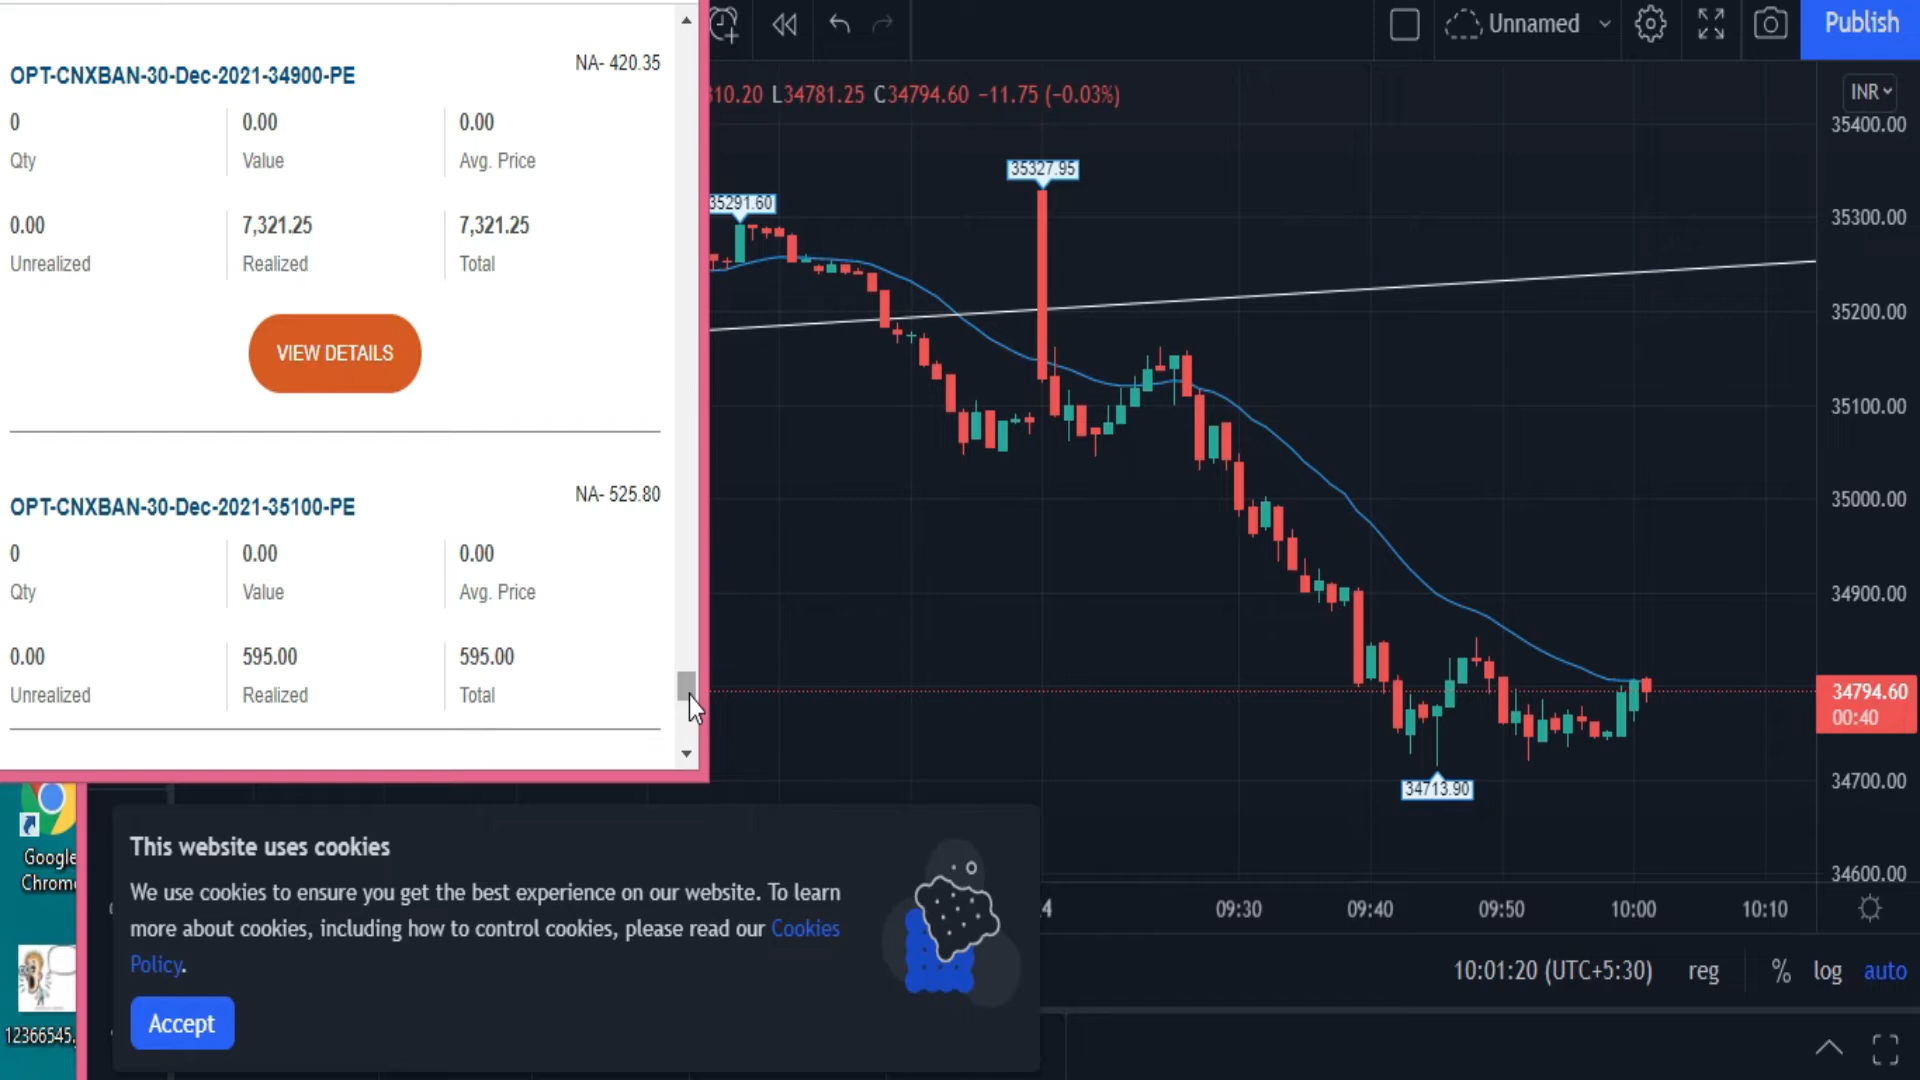 OPT-CNXBAN-30-Dec-2021-34900-PE
NA- 420.35
0
0.00
0.00
Qty
Value
Avg. Price
0.00
7,321.25
7,321.25
Unrealized
Realized
Total
VIEW DETAILS
OPT-CNXBAN-30-Dec-2021-35100-PE
NA- 525.80
0
0.00
0.00
Qty
Value
Avg. Price
0.00
595.00
595.00
Unrealized
Realized
Total
Unnamed
Publish
L34781.25 C34794.60 −11.75 (−0.03%)
INR
35400.00
35327.95
35291.60
35300.00
35200.00
35100.00
35000.00
34900.00
34794.60
00:40
34713.90
34700.00
34600.00
09:30
09:40
09:50
10:00
10:10
10:01:20 (UTC+5:30)
reg
%
log
auto
Google
Chrome
12366545.
This website uses cookies
We use cookies to ensure you get the best experience on our website. To learn
more about cookies, including how to control cookies, please read our Cookies
Policy.
Accept